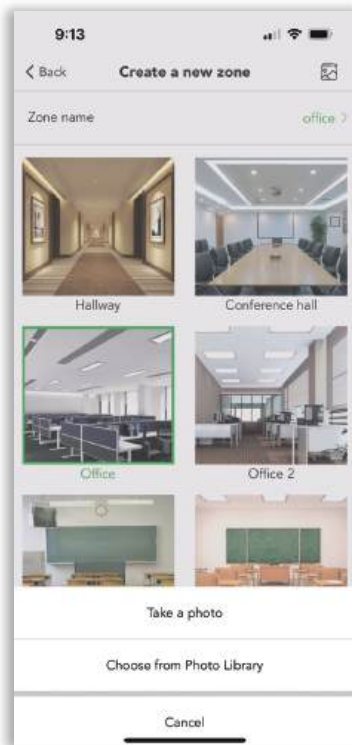 9:13
Back Create a new zone
Zone name office
Hallway Conference hall
Office Office 2
Take a photo
Choose from Photo Library
Cancel